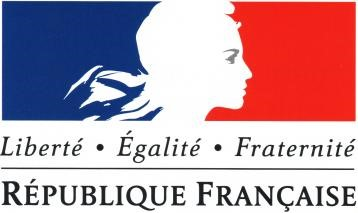 Liberté • Égalité • Fraternité
RÉPUBLIQUE FRANÇAISE